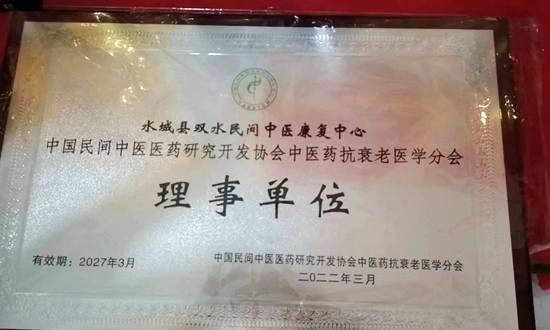 水城县双水民间中医康复中心
中国民间中医医药研究开发协会中医药抗衰老医学分会
理事单位
有效期：2027年3月
中国民间中医医药研究开发协会中医药抗衰老医学分会
二〇二二年三月